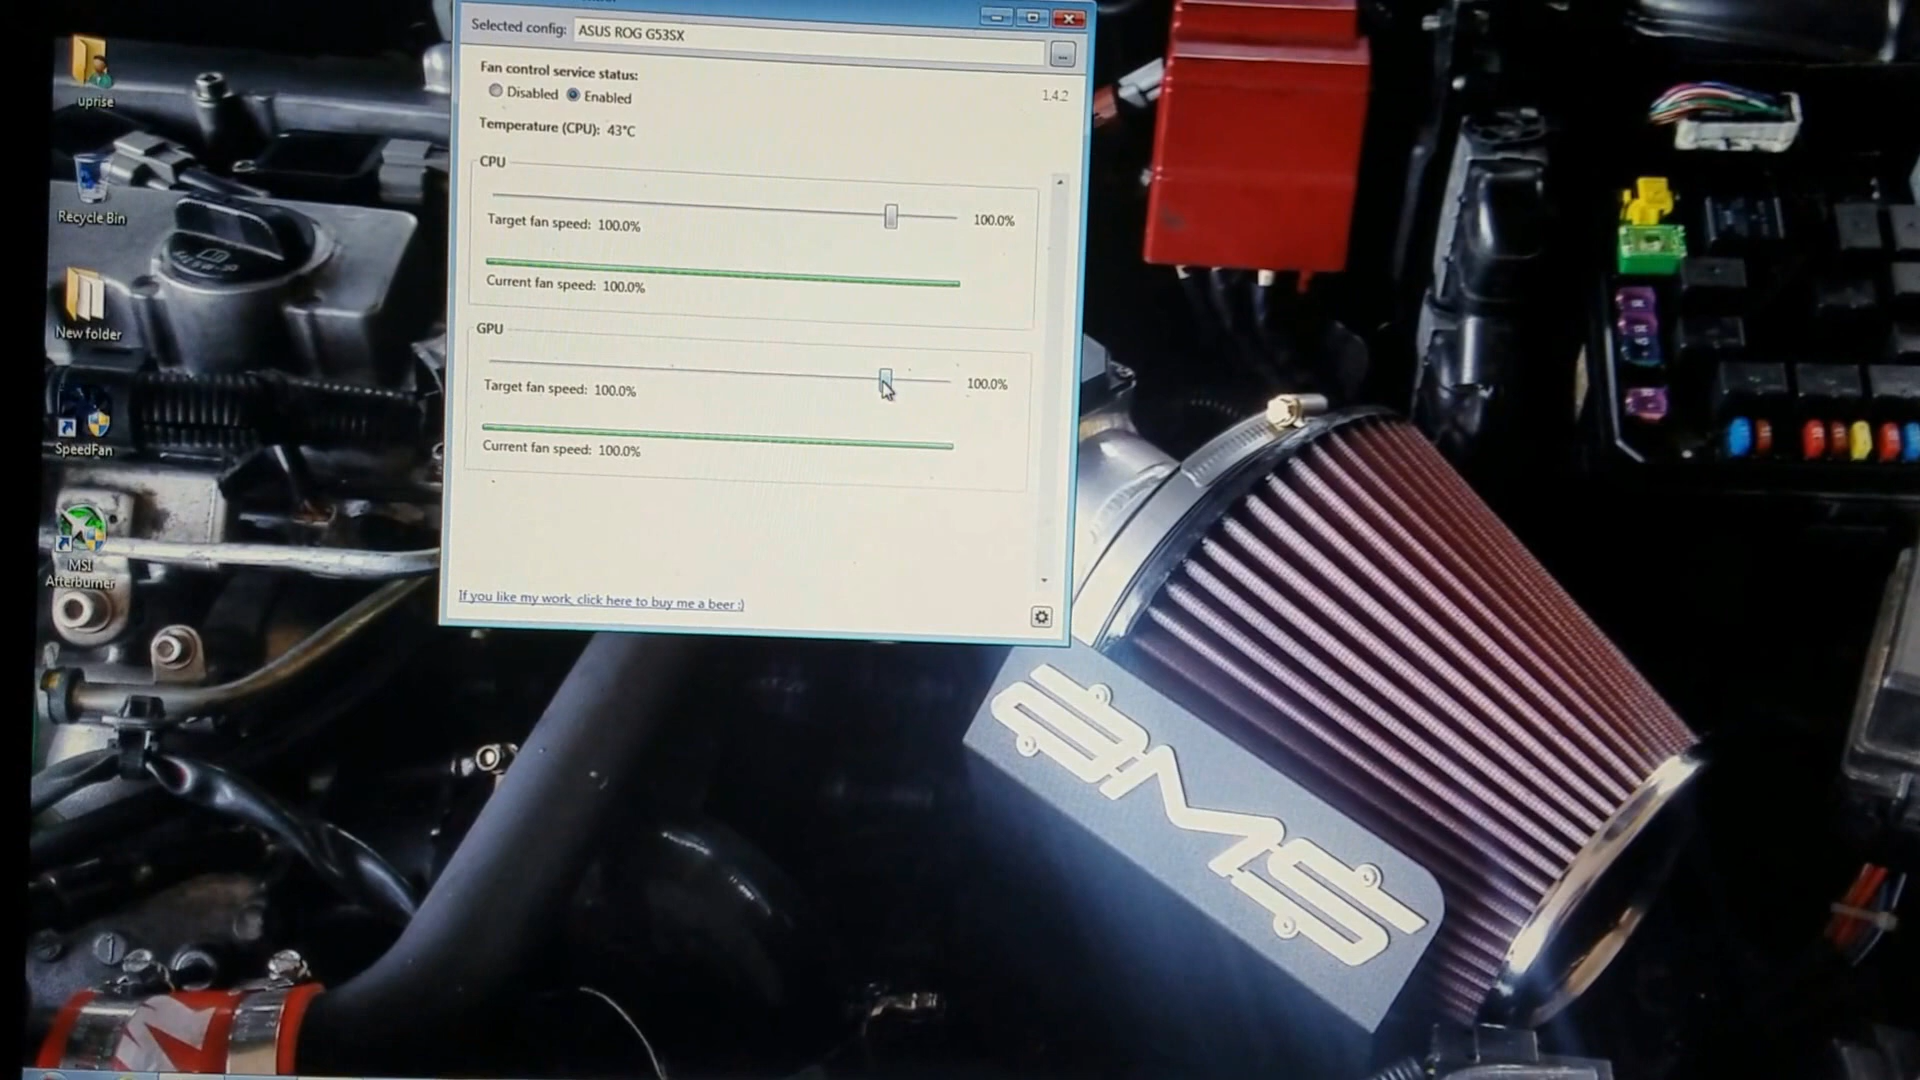 Selected config: ASUS ROG G53SX
...
Fan control service status:
Disabled Enabled
1.4.2
Temperature (CPU): 43°C
CPU
100.0%
Target fan speed: 100.0%
Current fan speed: 100.0%
GPU
100.0%
Target fan speed: 100.0%
Current fan speed: 100.0%
If you like my work, click here to buy me a beer :)
uprise
Recycle Bin
New folder
SpeedFan
MSI
Afterburner
AMS